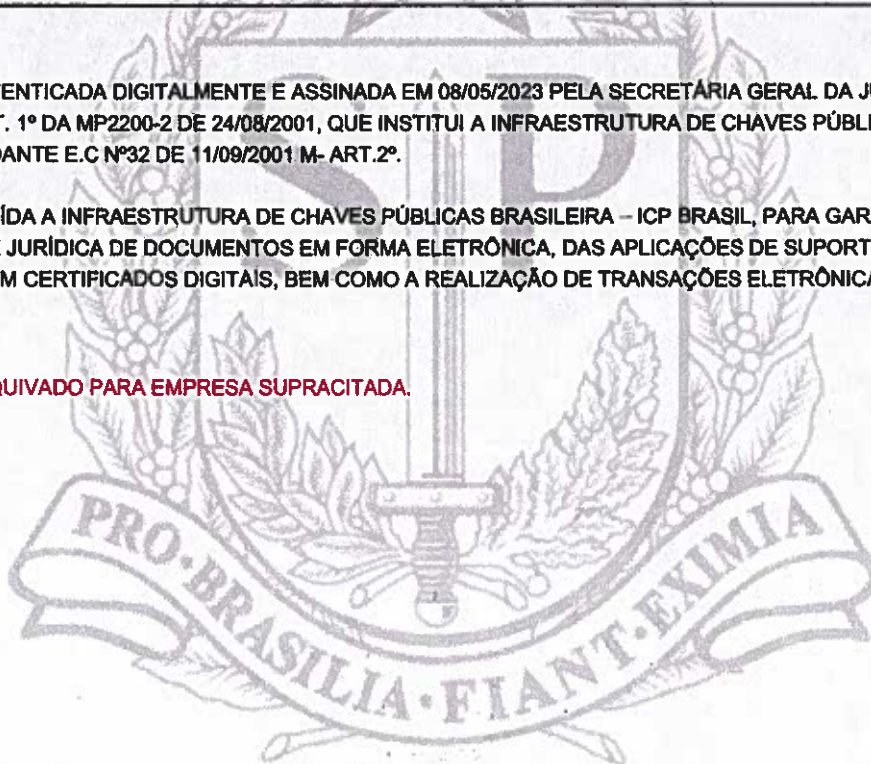 ENTICADA DIGITALMENTE E ASSINADA EM 08/05/2023 PELA SECRETÁRIA GERAL DA JU
T. 1º DA MP2200-2 DE 24/08/2001, QUE INSTITUI A INFRAESTRUTURA DE CHAVES PÚBLI
DANTE E.C Nº32 DE 11/09/2001 M- ART.2º.
ÍDA A INFRAESTRUTURA DE CHAVES PÚBLICAS BRASILEIRA – ICP BRASIL, PARA GAR
E JURÍDICA DE DOCUMENTOS EM FORMA ELETRÔNICA, DAS APLICAÇÕES DE SUPORT
M CERTIFICADOS DIGITAIS, BEM COMO A REALIZAÇÃO DE TRANSAÇÕES ELETRÔNICA
QUIVADO PARA EMPRESA SUPRACITADA.
SP
PRO·BRASILIA·FIANT·EXIMIA